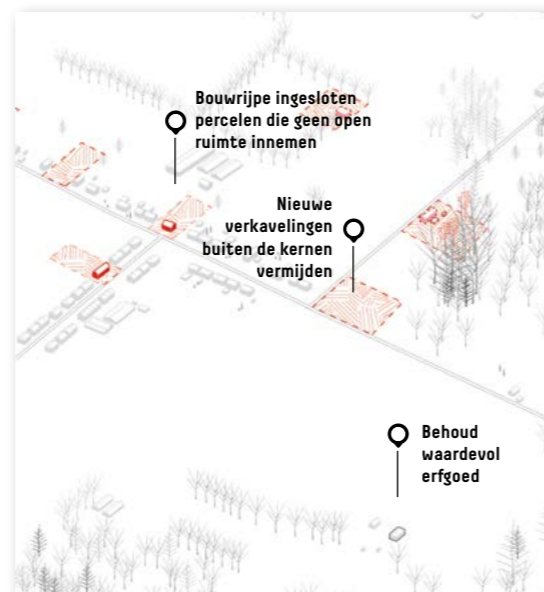 Bouwrijpe ingesloten
percelen die geen open
ruimte innemen
Nieuwe
verkavelingen
buiten de kernen
vermijden
Behoud
waardevol
erfgoed